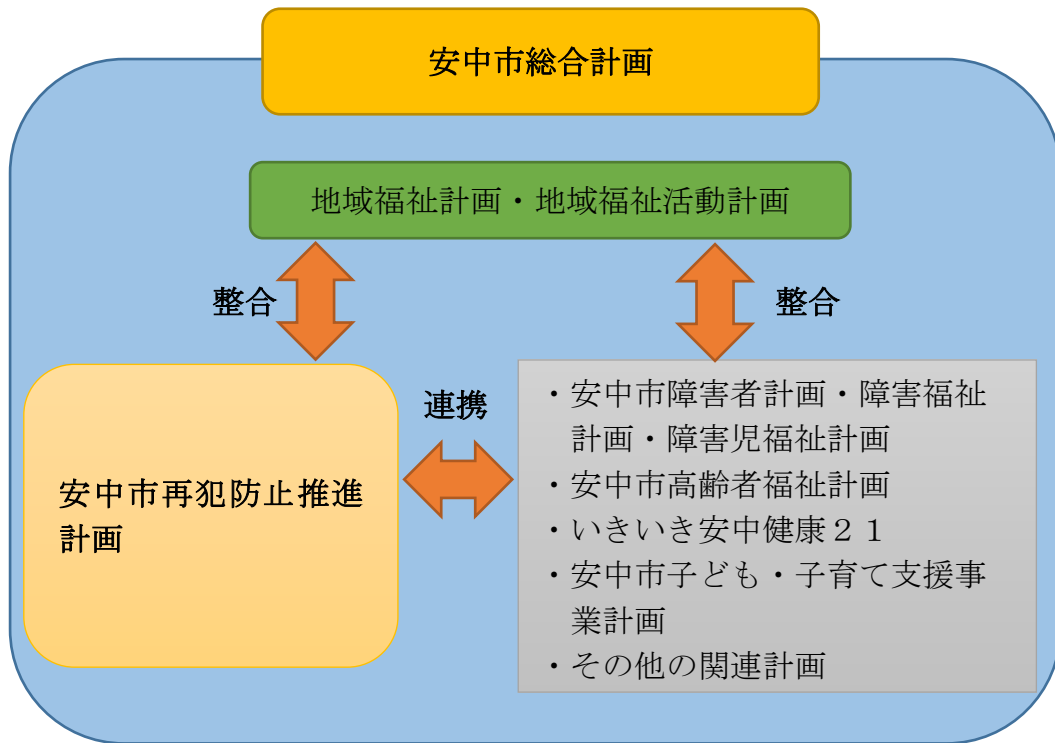 安中市総合計画
地域福祉計画・地域福祉活動計画
整合
整合
連携
安中市再犯防止推進
計画
・安中市障害者計画・障害福祉
計画・障害児福祉計画
・安中市高齢者福祉計画
・いきいき安中健康２１
・安中市子ども・子育て支援事
業計画
・その他の関連計画